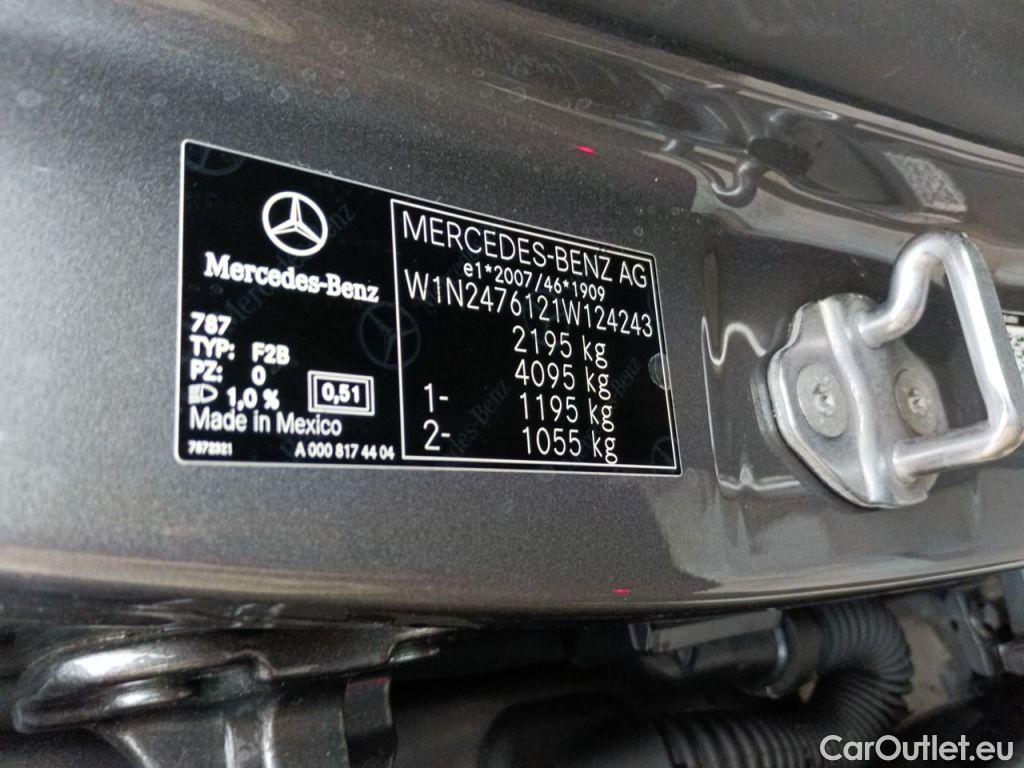 Mercedes-Benz
787
TYP: F2B
PZ: 0
1,0 %
0,51
Made in Mexico
7872321
A 000 817 44 04
MERCEDES-BENZ AG
e1*2007/46*1909
W1N2476121W124243
2195 kg
4095 kg
1- 1195 kg
2- 1055 kg
CarOutlet.eu